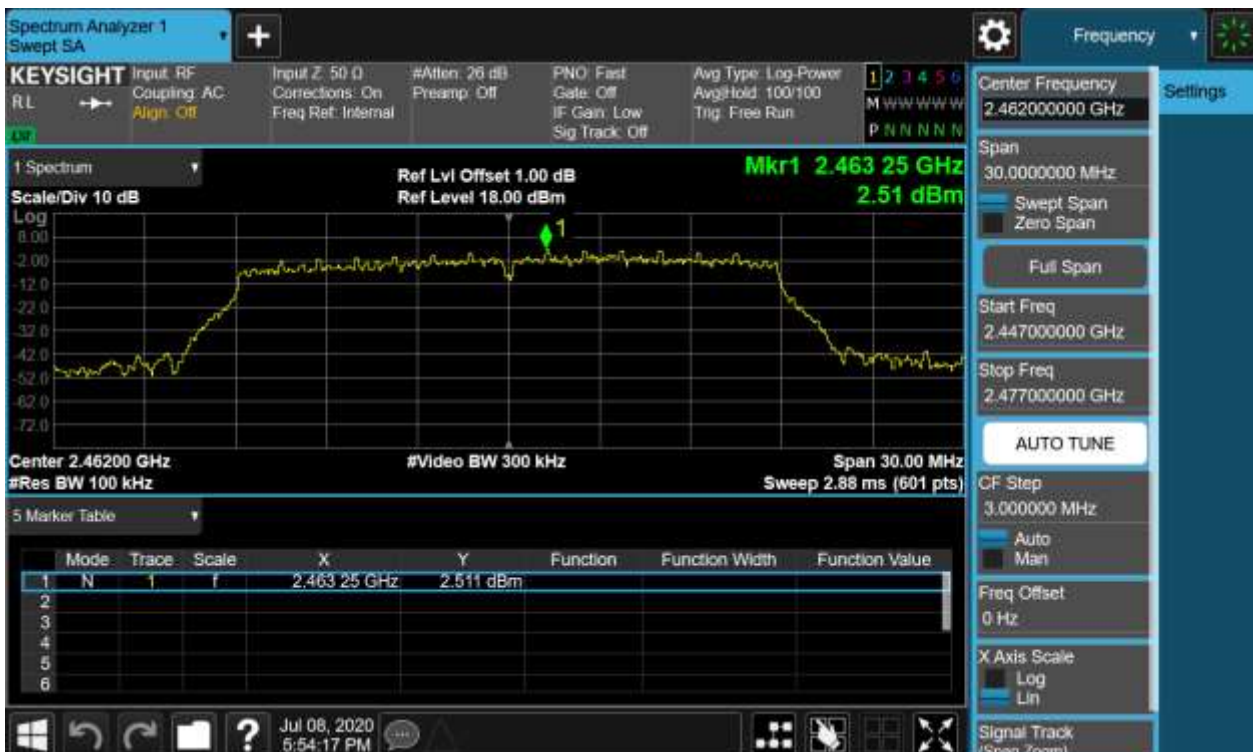 Spectrum Analyzer 1
Swept SA
+
Frequency
KEYSIGHT
RL
Input: RF
Coupling: AC
Align: Off
Input Z: 50 Ω
Corrections: On
Freq Ref: Internal
#Atten: 26 dB
Preamp: Off
PNO: Fast
Gate: Off
IF Gain: Low
Sig Track: Off
Avg Type: Log-Power
Avg|Hold: 100/100
Trig: Free Run
1 2 3 4 5 6
M W W W W W
P N N N N N
Center Frequency
2.462000000 GHz
Settings
Span
30.0000000 MHz
Swept Span
Zero Span
Full Span
Start Freq
2.447000000 GHz
Stop Freq
2.477000000 GHz
AUTO TUNE
CF Step
3.000000 MHz
Auto
Man
Freq Offset
0 Hz
X Axis Scale
Log
Lin
Signal Track
(Span Zoom)
1 Spectrum
Scale/Div 10 dB
Ref Lvl Offset 1.00 dB
Ref Level 18.00 dBm
Mkr1 2.463 25 GHz
2.51 dBm
Log
1
8.00
-2.00
-12.0
-22.0
-32.0
-42.0
-52.0
-62.0
-72.0
Center 2.46200 GHz
#Video BW 300 kHz
Span 30.00 MHz
#Res BW 100 kHz
Sweep 2.88 ms (601 pts)
5 Marker Table
Mode Trace Scale X Y Function Function Width Function Value
1 N 1 f 2.463 25 GHz 2.511 dBm
2
3
4
5
6
?
Jul 08, 2020
5:54:17 PM